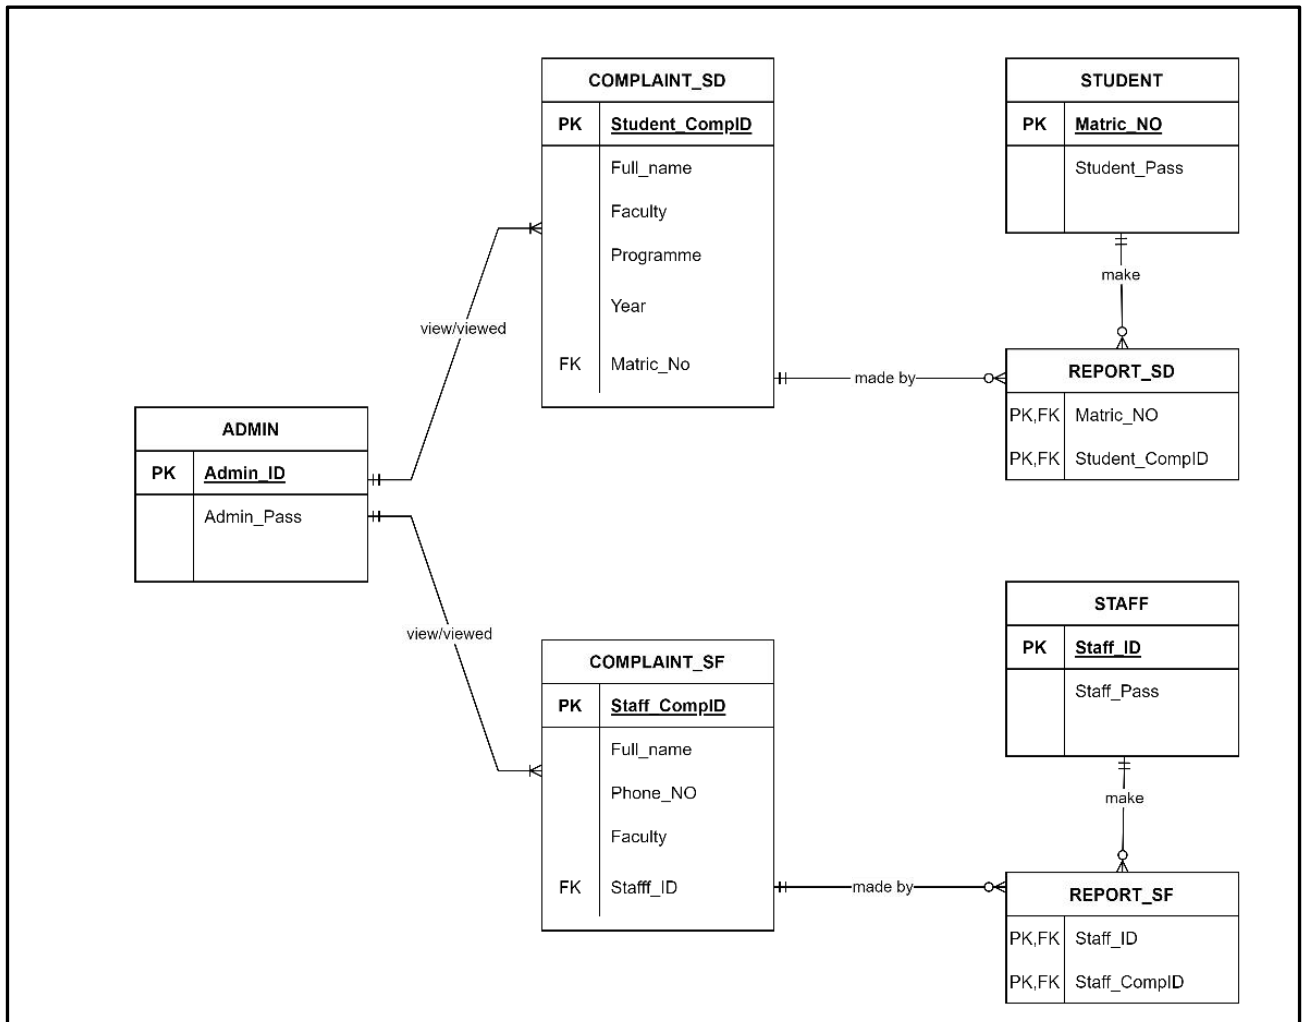 COMPLAINT_SD
PK Student_CompID
Full_name
Faculty
Programme
Year
FK Matric_No
STUDENT
PK Matric_NO
Student_Pass
make
view/viewed
made by
REPORT_SD
PK,FK Matric_NO
PK,FK Student_CompID
ADMIN
PK Admin_ID
Admin_Pass
view/viewed
COMPLAINT_SF
PK Staff_CompID
Full_name
Phone_NO
Faculty
FK Stafff_ID
STAFF
PK Staff_ID
Staff_Pass
make
made by
REPORT_SF
PK,FK Staff_ID
PK,FK Staff_CompID